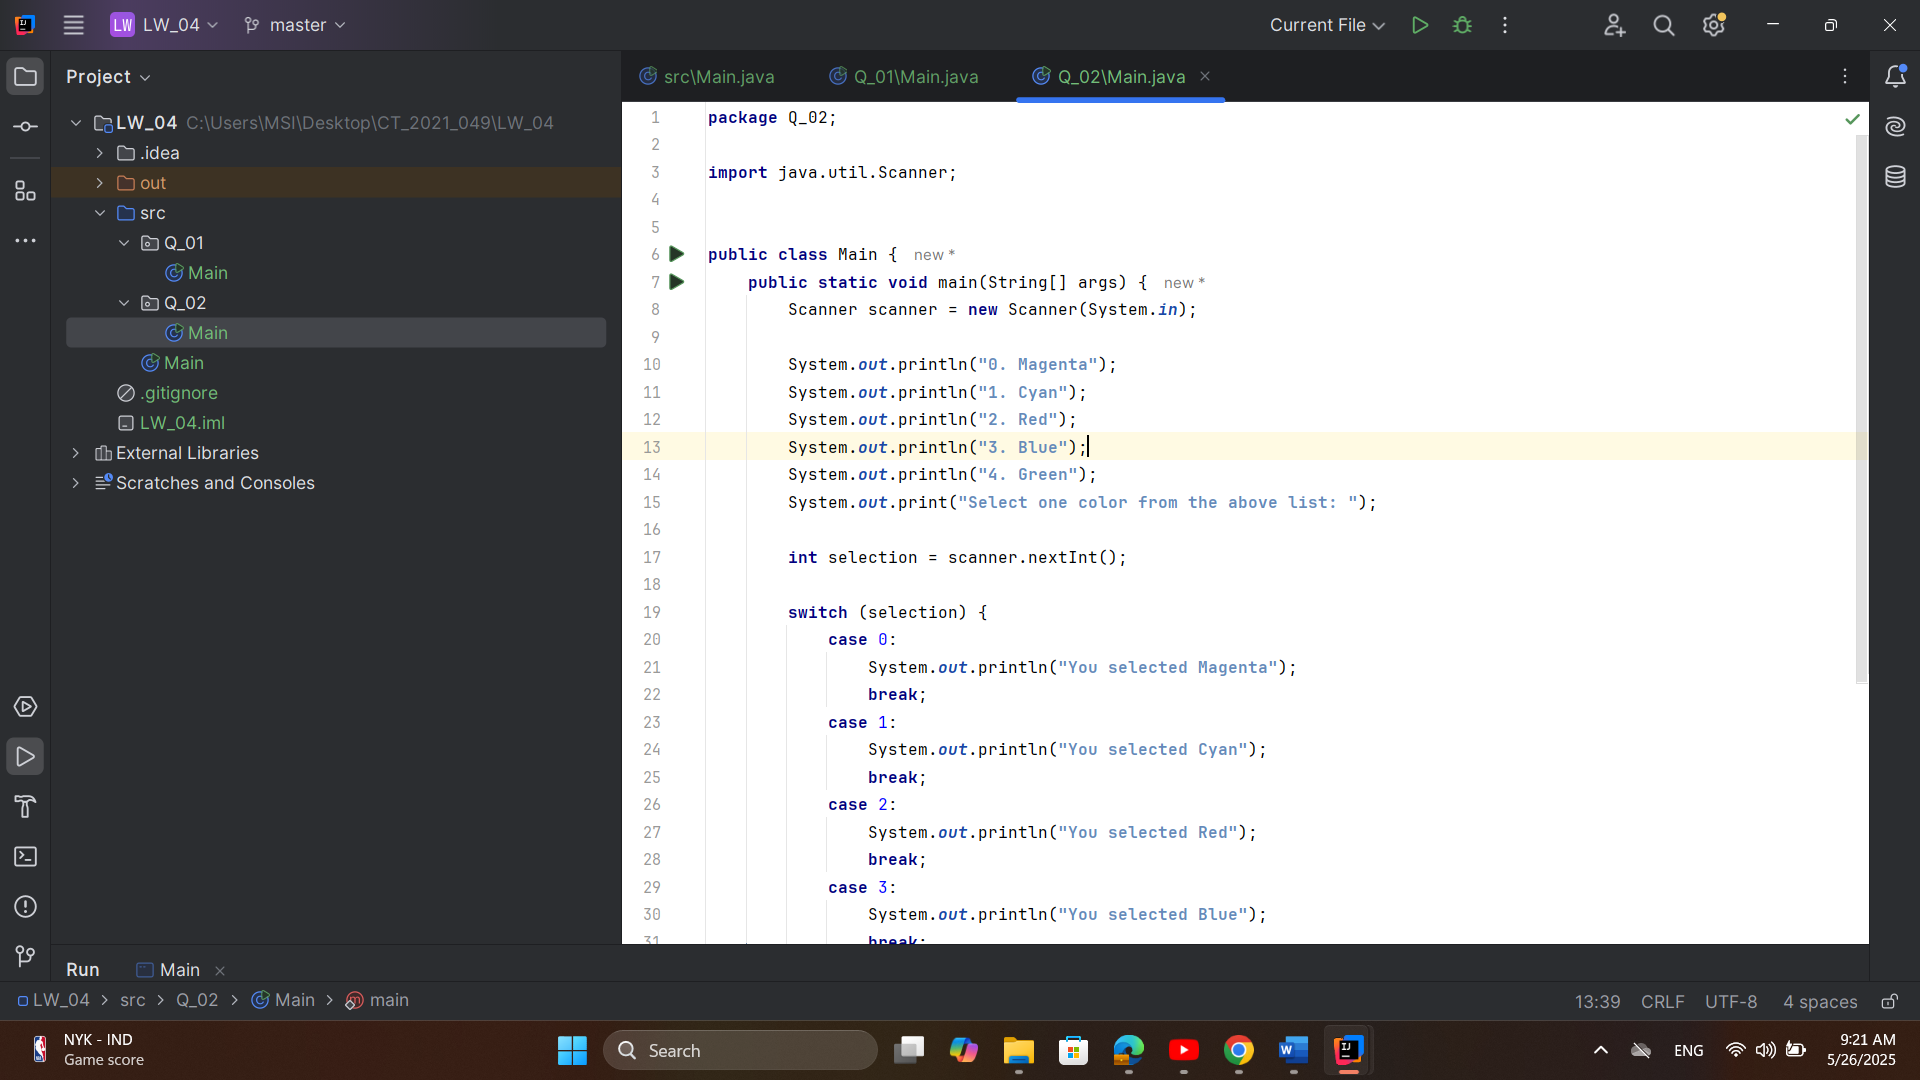 LW LW_04 master Current File
Project
LW_04 C:\Users\MSI\Desktop\CT_2021_049\LW_04
.idea
out
src
Q_01
Main
Q_02
Main
Main
.gitignore
LW_04.iml
External Libraries
Scratches and Consoles
src\Main.java Q_01\Main.java Q_02\Main.java
1 package Q_02;
2
3 import java.util.Scanner;
4
5
6 public class Main { new *
7 public static void main(String[] args) { new *
8 Scanner scanner = new Scanner(System.in);
9
10 System.out.println("0. Magenta");
11 System.out.println("1. Cyan");
12 System.out.println("2. Red");
13 System.out.println("3. Blue");
14 System.out.println("4. Green");
15 System.out.print("Select one color from the above list: ");
16
17 int selection = scanner.nextInt();
18
19 switch (selection) {
20 case 0:
21 System.out.println("You selected Magenta");
22 break;
23 case 1:
24 System.out.println("You selected Cyan");
25 break;
26 case 2:
27 System.out.println("You selected Red");
28 break;
29 case 3:
30 System.out.println("You selected Blue");
31 break;
Run Main
LW_04 > src > Q_02 > Main > main 13:39 CRLF UTF-8 4 spaces
NYK - IND
Game score
Search
ENG
9:21 AM
5/26/2025